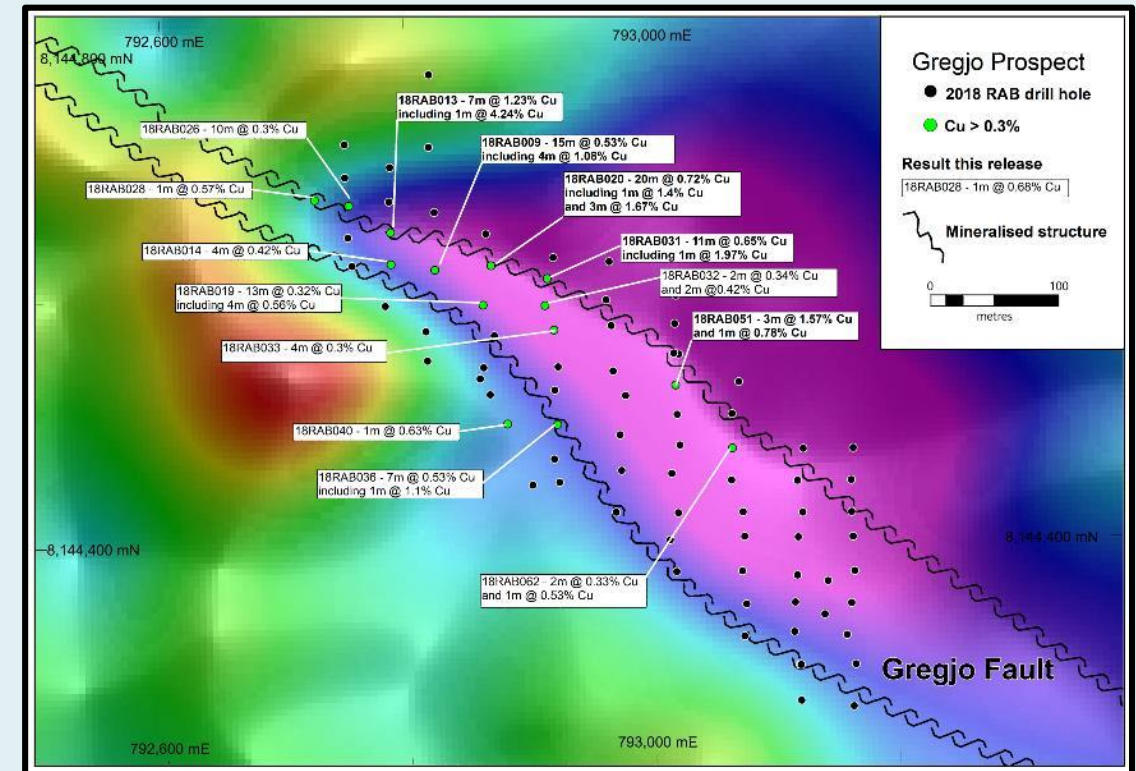 792,600 mE
793,000 mE
8,144,800 mN
Gregjo Prospect
2018 RAB drill hole
Cu > 0.3%
Result this release
18RAB028 - 1m @ 0.68% Cu
Mineralised structure
0 100
metres
18RAB013 - 7m @ 1.23% Cu
including 1m @ 4.24% Cu
18RAB026 - 10m @ 0.3% Cu
18RAB009 - 15m @ 0.53% Cu
including 4m @ 1.08% Cu
18RAB020 - 20m @ 0.72% Cu
including 1m @ 1.4% Cu
and 3m @ 1.67% Cu
18RAB028 - 1m @ 0.57% Cu
18RAB031 - 11m @ 0.65% Cu
including 1m @ 1.97% Cu
18RAB014 - 4m @ 0.42% Cu
18RAB032 - 2m @ 0.34% Cu
and 2m @0.42% Cu
18RAB019 - 13m @ 0.32% Cu
including 4m @ 0.56% Cu
18RAB051 - 3m @ 1.57% Cu
and 1m @ 0.78% Cu
18RAB033 - 4m @ 0.3% Cu
18RAB040 - 1m @ 0.63% Cu
18RAB036 - 7m @ 0.53% Cu
including 1m @ 1.1% Cu
8,144,400 mN
8,144,400 mN
18RAB062 - 2m @ 0.33% Cu
and 1m @ 0.53% Cu
Gregjo Fault
792,600 mE
793,000 mE